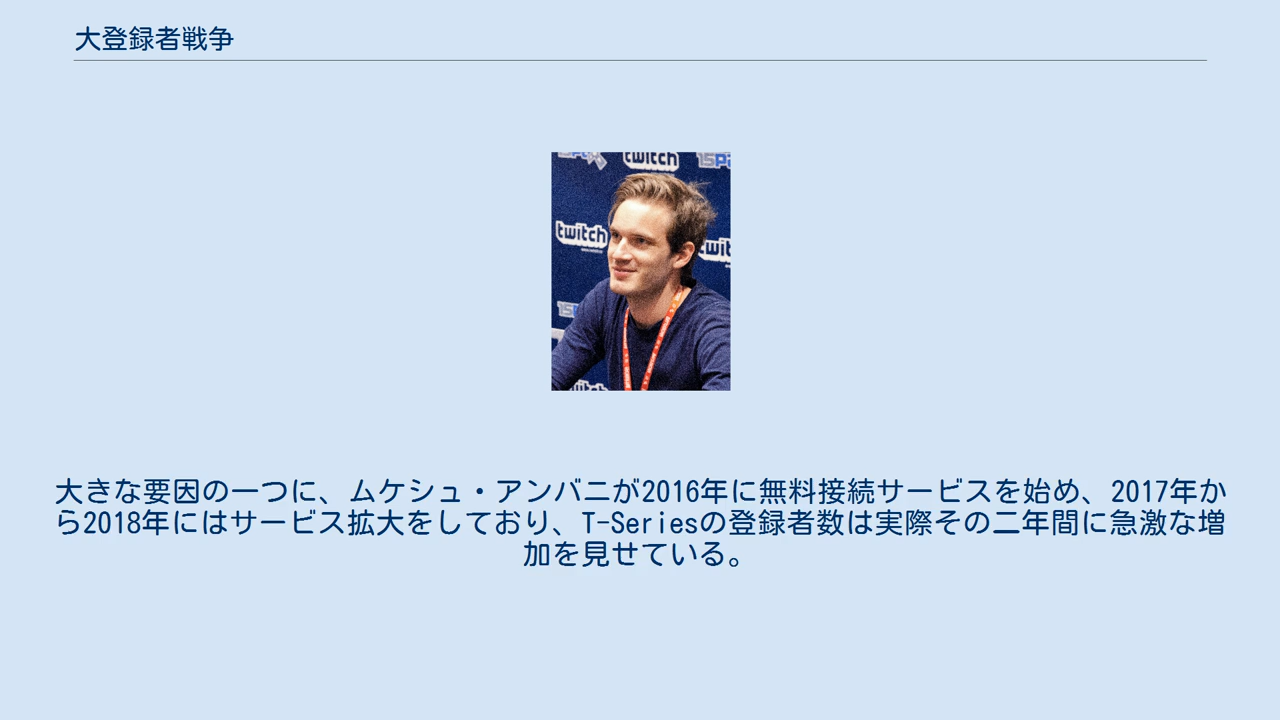 大登録者戦争
twitch
twitch
twitch
大きな要因の一つに、ムケシュ・アンバニが2016年に無料接続サービスを始め、2017年か
ら2018年にはサービス拡大をしており、T-Seriesの登録者数は実際その二年間に急激な増
加を見せている。